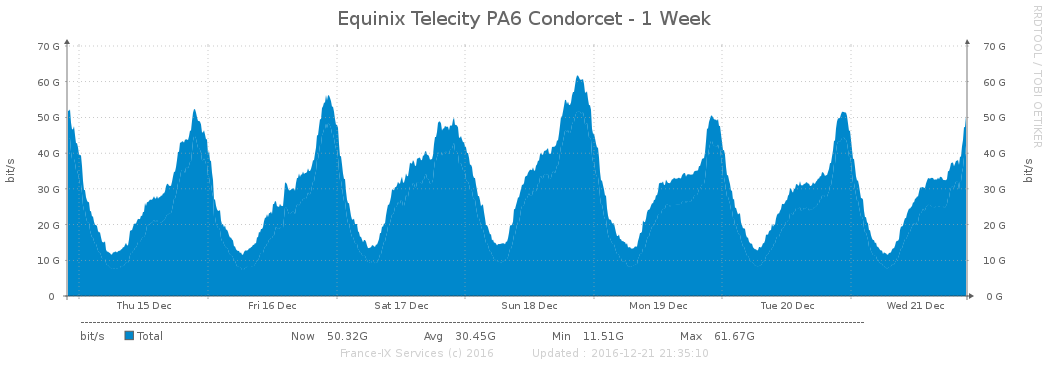 Equinix Telecity PA6 Condorcet - 1 Week
RRDTOOL / TOBI OETIKER
bit/s
70 G
60 G
50 G
40 G
30 G
20 G
10 G
0
70 G
60 G
50 G
40 G
30 G
20 G
10 G
0 G
bit/s
Thu 15 Dec Fri 16 Dec Sat 17 Dec Sun 18 Dec Mon 19 Dec Tue 20 Dec Wed 21 Dec
bit/s Total Now 50.32G Avg 30.45G Min 11.51G Max 61.67G
France-IX Services (c) 2016 Updated : 2016-12-21 21:35:10